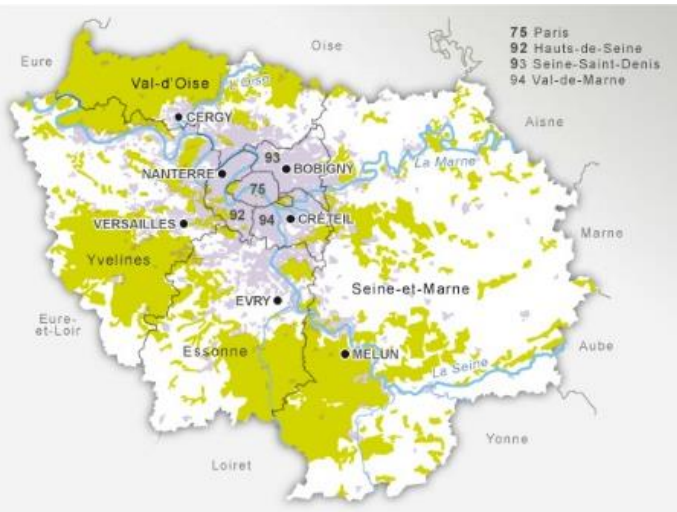 75 Paris
92 Hauts-de-Seine
93 Seine-Saint-Denis
94 Val-de-Marne
Oise
Eure
Val-d'Oise
L'Oise
CERGY
Aisne
93
La Marne
NANTERRE
BOBIGNY
75
92
94
CRÉTEIL
VERSAILLES
Marne
Yvelines
Seine-et-Marne
EVRY
Eure-
et-Loir
Essonne
MELUN
Aube
La Seine
Yonne
Loiret